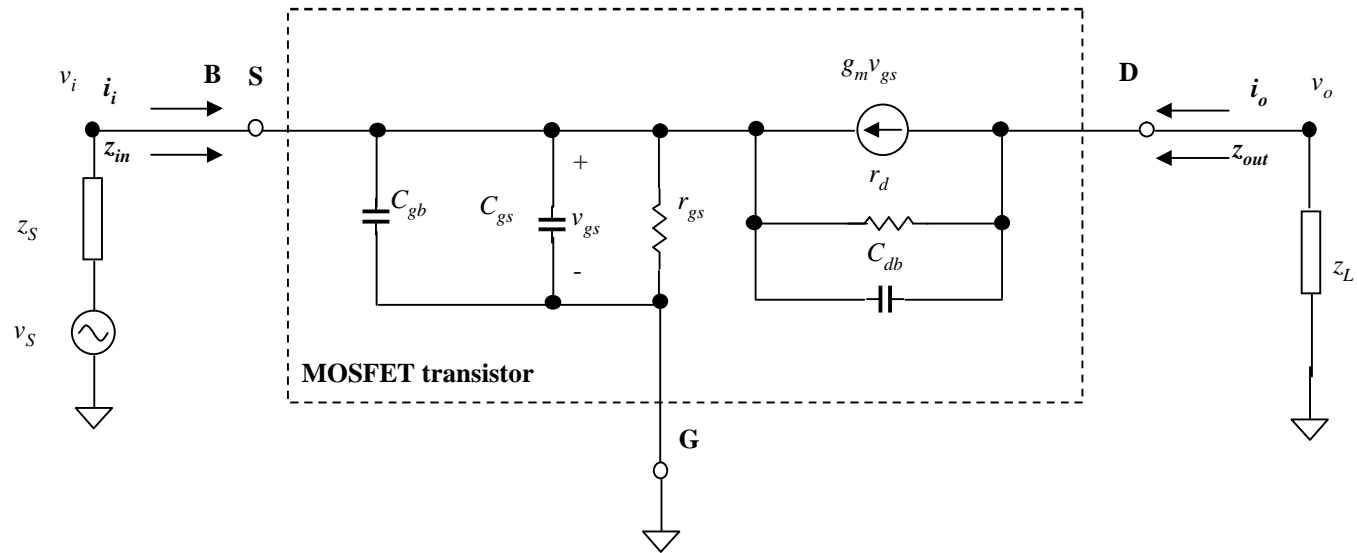 g_m v_gs
v_i
i_i
B
S
D
i_o
v_o
z_in
z_out
r_d
+
C_gb
C_gs
v_gs
r_gs
z_S
C_db
-
z_L
v_S
MOSFET transistor
G